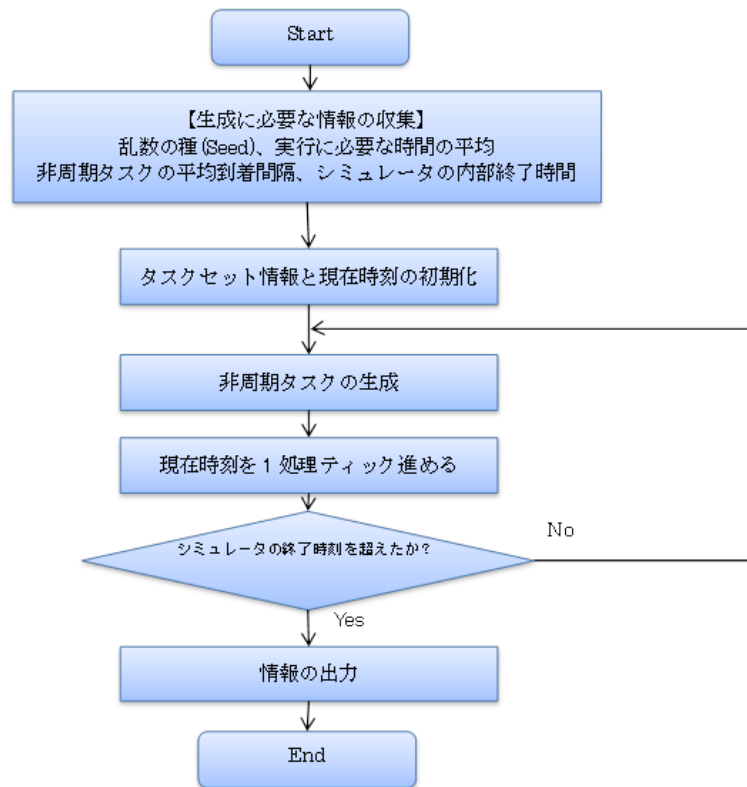 Start
【生成に必要な情報の収集】
乱数の種(Seed)、実行に必要な時間の平均
非周期タスクの平均到着間隔、シミュレータの内部終了時間
タスクセット情報と現在時刻の初期化
非周期タスクの生成
現在時刻を1処理ティック進める
シミュレータの終了時刻を超えたか?
No
Yes
情報の出力
End